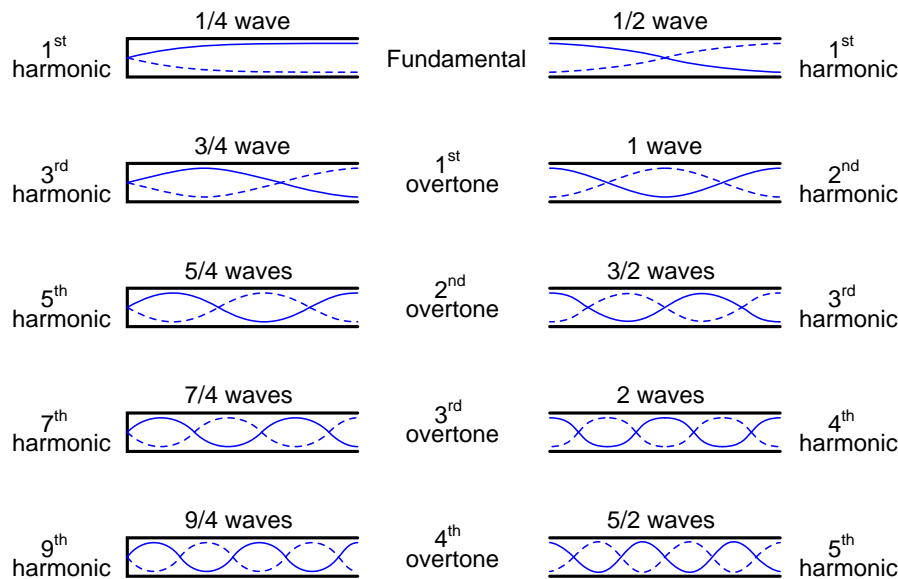 1/4 wave
1/2 wave
1st
harmonic
Fundamental
1st
harmonic
3/4 wave
1 wave
3rd
harmonic
1st
overtone
2nd
harmonic
5/4 waves
3/2 waves
5th
harmonic
2nd
overtone
3rd
harmonic
7/4 waves
2 waves
7th
harmonic
3rd
overtone
4th
harmonic
9/4 waves
5/2 waves
9th
harmonic
4th
overtone
5th
harmonic